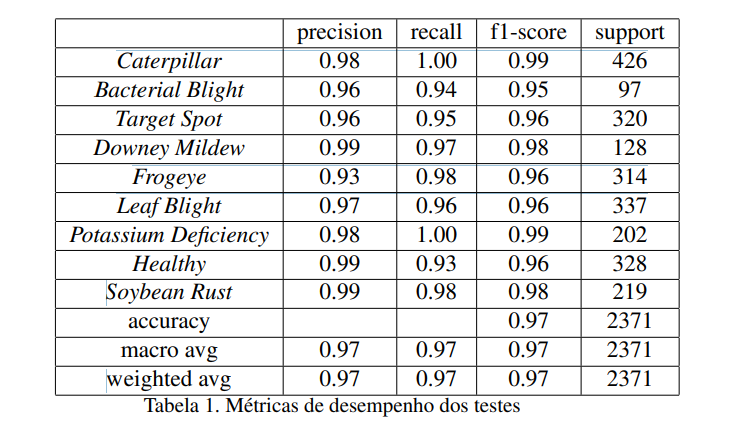 precision recall f1-score support
Caterpillar 0.98 1.00 0.99 426
Bacterial Blight 0.96 0.94 0.95 97
Target Spot 0.96 0.95 0.96 320
Downey Mildew 0.99 0.97 0.98 128
Frogeye 0.93 0.98 0.96 314
Leaf Blight 0.97 0.96 0.96 337
Potassium Deficiency 0.98 1.00 0.99 202
Healthy 0.99 0.93 0.96 328
Soybean Rust 0.99 0.98 0.98 219
accuracy 0.97 2371
macro avg 0.97 0.97 0.97 2371
weighted avg 0.97 0.97 0.97 2371
Tabela 1. Métricas de desempenho dos testes